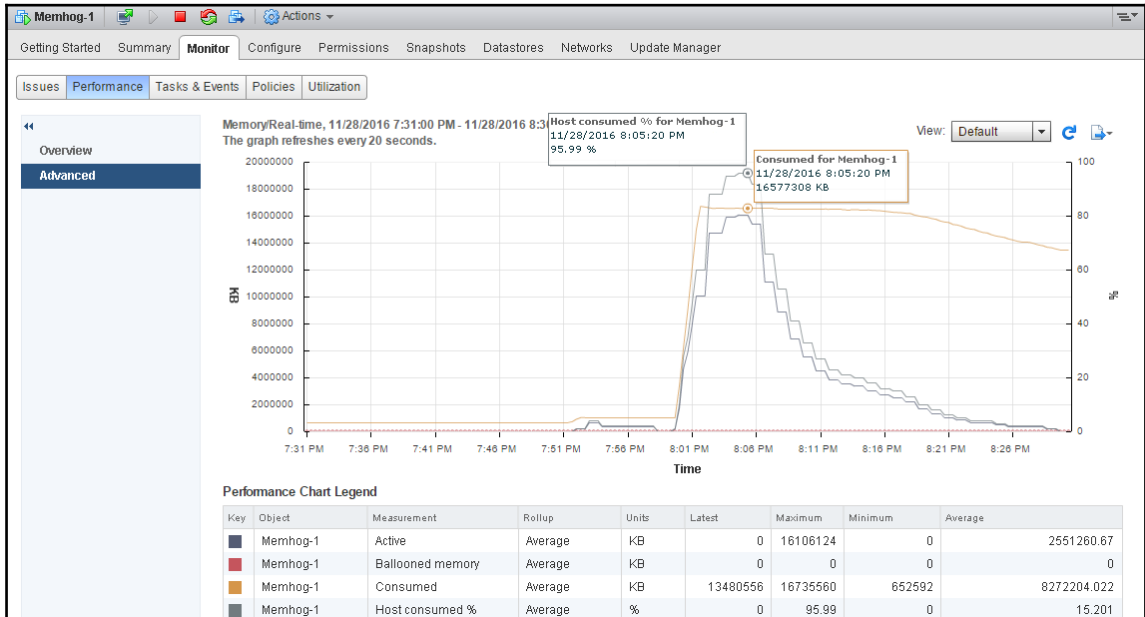 Memhog-1 Actions
Getting Started Summary Monitor Configure Permissions Snapshots Datastores Networks Update Manager
Issues Performance Tasks & Events Policies Utilization
Overview
Advanced
Memory/Real-time, 11/28/2016 7:31:00 PM - 11/28/2016 8:3
The graph refreshes every 20 seconds.
View: Default
Host consumed % for Memhog-1
11/28/2016 8:05:20 PM
95.99 %
Consumed for Memhog-1
11/28/2016 8:05:20 PM
16577308 KB
KB
20000000
18000000
16000000
14000000
12000000
10000000
8000000
6000000
4000000
2000000
0
100
80
60
40
20
0
%
7:31 PM 7:36 PM 7:41 PM 7:46 PM 7:51 PM 7:56 PM 8:01 PM 8:06 PM 8:11 PM 8:16 PM 8:21 PM 8:26 PM
Time
Performance Chart Legend
Key Object Measurement Rollup Units Latest Maximum Minimum Average
Memhog-1 Active Average KB 0 16106124 0 2551260.67
Memhog-1 Ballooned memory Average KB 0 0 0 0
Memhog-1 Consumed Average KB 13480556 16735560 652592 8272204.022
Memhog-1 Host consumed % Average % 0 95.99 0 15.201